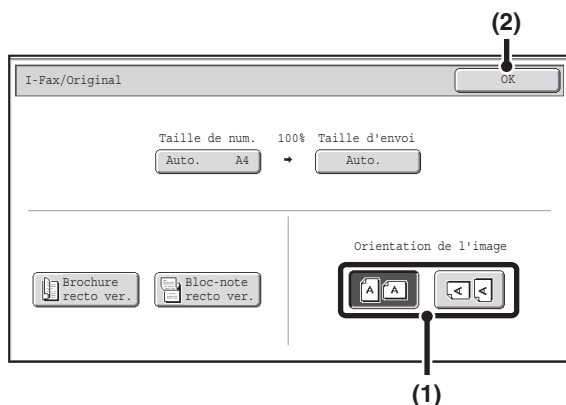 (2)
I-Fax/Original
OK
Taille de num. 100% Taille d'envoi
Auto. A4 → Auto.
Orientation de l'image
Brochure
recto ver.
Bloc-note
recto ver.
A A A A
(1)